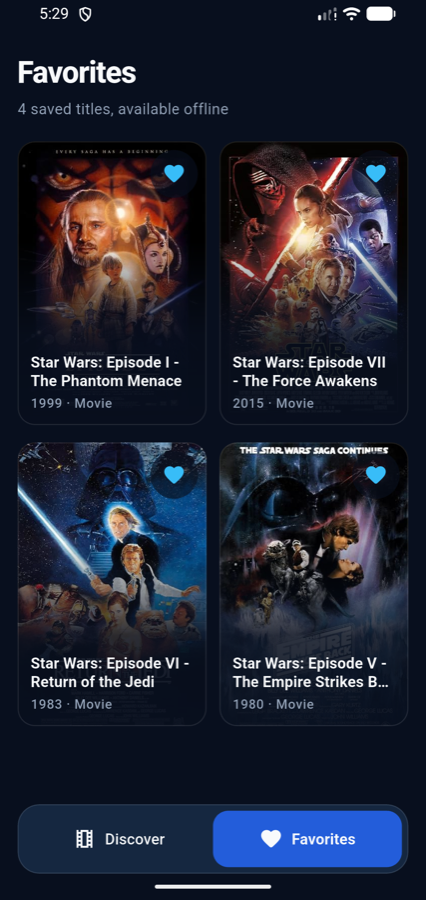 5:29
Favorites
4 saved titles, available offline
EVERY SAGA HAS A BEGINNING
Star Wars: Episode I -
The Phantom Menace
1999 · Movie
STAR
Star Wars: Episode VII
- The Force Awakens
2015 · Movie
Star Wars: Episode VI -
Return of the Jedi
1983 · Movie
THE STAR WARS SAGA CONTINUES
EMPIRE
Star Wars: Episode V -
The Empire Strikes B...
1980 · Movie
Discover
Favorites